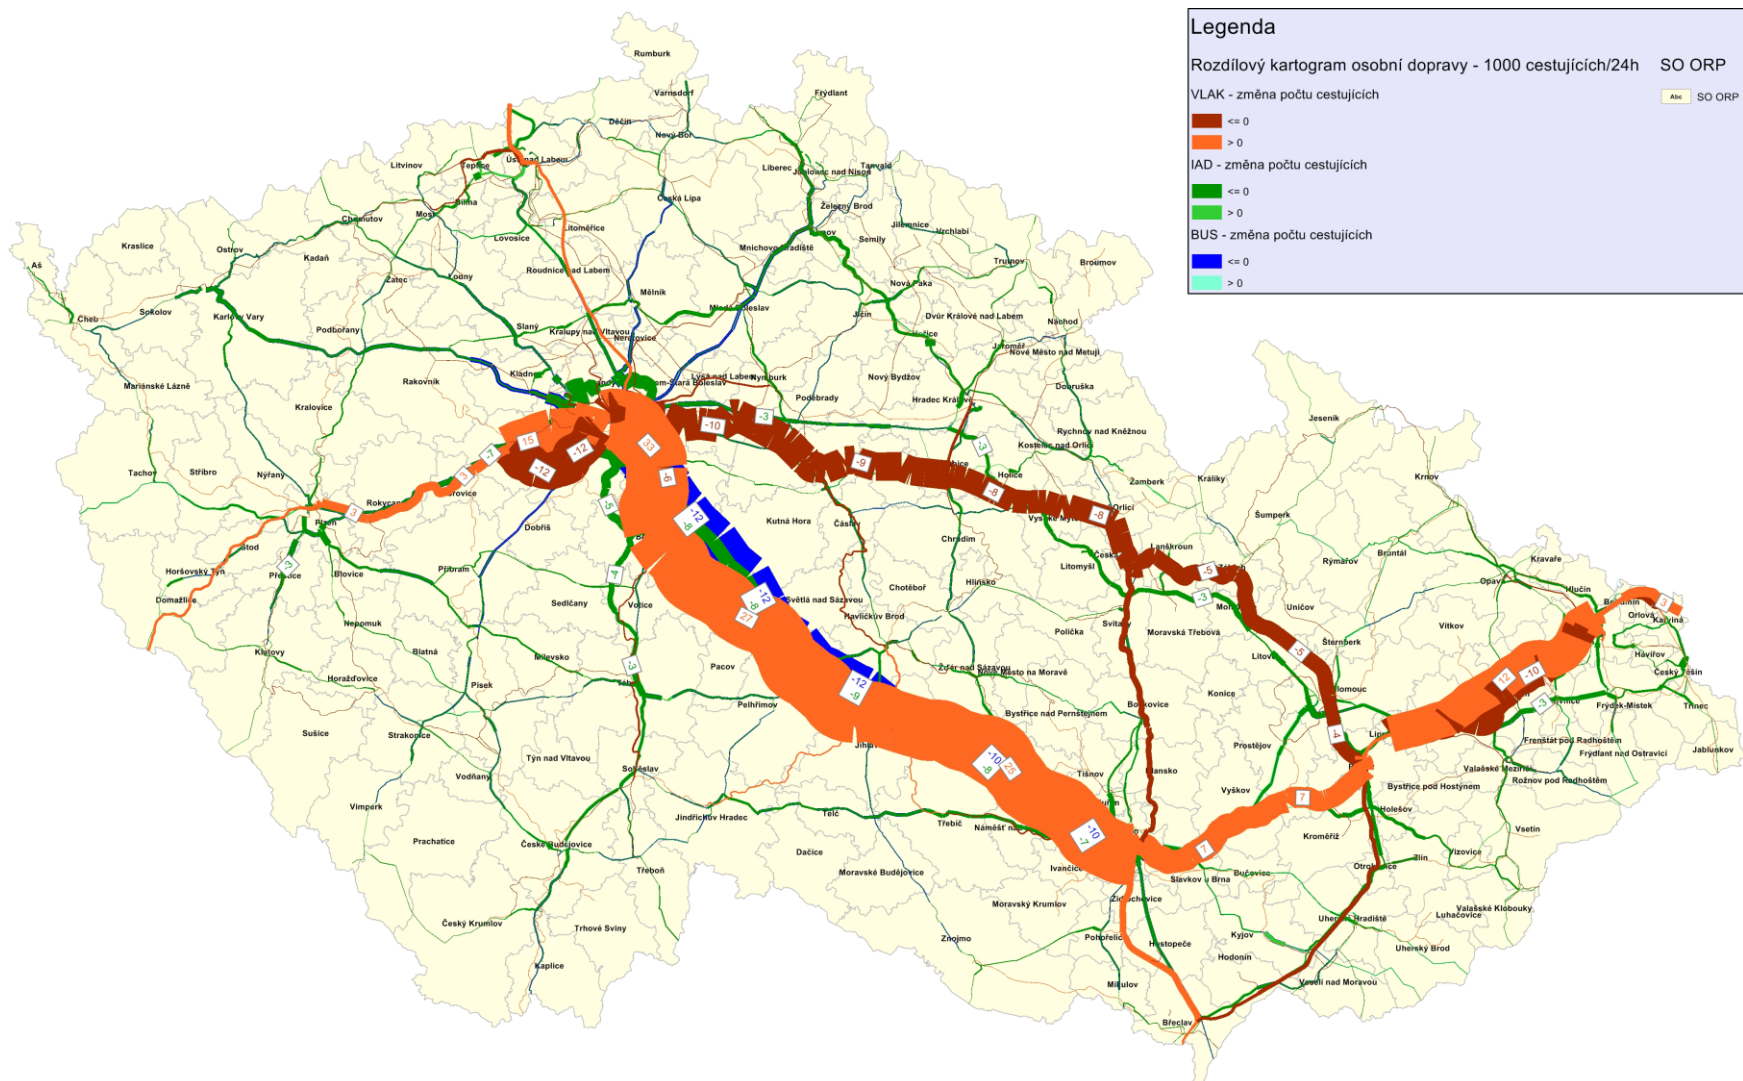 Legenda
Rozdílový kartogram osobní dopravy - 1000 cestujících/24h
SO ORP
VLAK - změna počtu cestujících
Abc
SO ORP
<= 0
> 0
IAD - změna počtu cestujících
<= 0
> 0
BUS - změna počtu cestujících
<= 0
> 0
Rumburk
Varnsdorf
Frýdlant
Děčín
Nový Bor
Litvínov
Teplice
Ústí nad Labem
Liberec
Jablonec nad Nisou
Tanvald
Bílina
Česká Lípa
Železný Brod
Most
Chomutov
Jilemnice
Vrchlabí
Kraslice
Ostrov
Kadaň
Lovosice
Litoměřice
Mnichovo Hradiště
Semily
Aš
Trutnov
Broumov
Roudnice nad Labem
Žatec
Louny
Nová Paka
Mělník
Mladá Boleslav
Jičín
Dvůr Králové nad Labem
Náchod
Sokolov
Cheb
Karlovy Vary
Podbořany
Slaný
Kralupy nad Vltavou
Neratovice
Jaroměř
Nové Město nad Metují
Kladno
Lysá nad Labem
Nymburk
Nový Bydžov
Dobruška
Mariánské Lázně
Rakovník
Poděbrady
Hradec Králové
Kralovice
-3
-10
Rychnov nad Kněžnou
Kostelec nad Orlicí
Jeseník
15
-12
-12
33
-3
-9
Tachov
Stříbro
Nýřany
-7
3
-6
Holice
-8
Žamberk
Králíky
Krnov
Rokycany
3
-5
-12
-8
Kutná Hora
Čáslav
Vysoké Mýto
-8
Šumperk
Plzeň
Dobříš
Chrudim
Lanškroun
Bruntál
Stod
Litomyšl
Rýmařov
Kravaře
Horšovský Týn
Přeštice
-3
Blovice
Příbram
-4
Chotěboř
Hlinsko
-5
Opava
Hlučín
Bohumín
3
Domažlice
Sedlčany
Votice
-12
-8
27
Světlá nad Sázavou
Havlíčkův Brod
-3
Uničov
Orlová
Karviná
Nepomuk
Polička
Svitavy
Moravská Třebová
Šternberk
Vítkov
Havířov
Klatovy
Blatná
Milevsko
-3
Pacov
Žďár nad Sázavou
Nové Město na Moravě
Litovel
-5
12
-10
Český Těšín
Horažďovice
Písek
Pelhřimov
-12
-9
Konice
Olomouc
-3
Frýdek-Místek
Třinec
Sušice
Strakonice
Bystřice nad Pernštejnem
Boskovice
-4
Frenštát pod Radhoštěm
Frýdlant nad Ostravicí
Jablunkov
Týn nad Vltavou
Soběslav
-10
-8
25
Prostějov
Valašské Meziříčí
Rožnov pod Radhoštěm
Vodňany
Tišnov
Blansko
Vyškov
7
Bystřice pod Hostýnem
Vimperk
Jindřichův Hradec
Telč
Třebíč
-10
-7
Holešov
Prachatice
České Budějovice
Dačice
7
Kroměříž
Vsetín
Vizovice
Třeboň
Moravské Budějovice
Ivančice
Slavkov u Brna
Bučovice
Otrokovice
Zlín
Moravský Krumlov
Židlochovice
Valašské Klobouky
Český Krumlov
Trhové Sviny
Uherské Hradiště
Luhačovice
Znojmo
Pohořelice
Hustopeče
Kyjov
Uherský Brod
Kaplice
Hodonín
Mikulov
Veselí nad Moravou
Břeclav